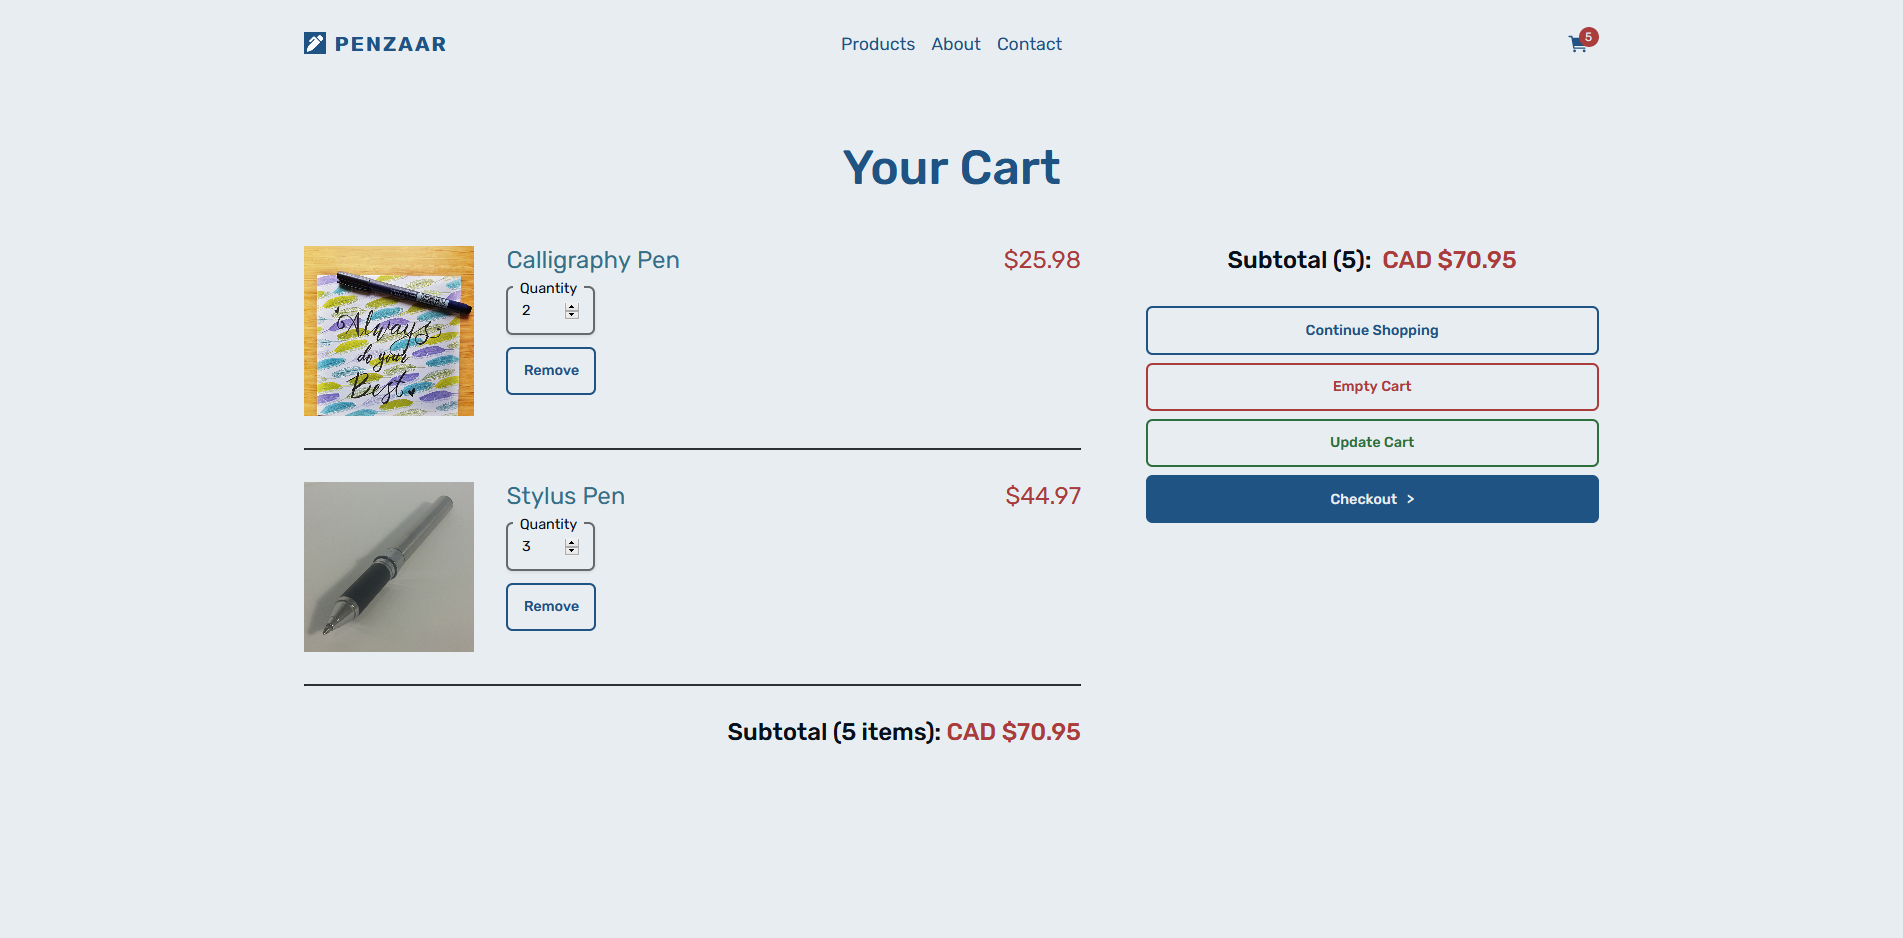 PENZAAR
Products About Contact
5
Your Cart
Calligraphy Pen
$25.98
Quantity
2
Remove
Always
do your
Best
Stylus Pen
$44.97
Quantity
3
Remove
Subtotal (5 items): CAD $70.95
Subtotal (5): CAD $70.95
Continue Shopping
Empty Cart
Update Cart
Checkout >